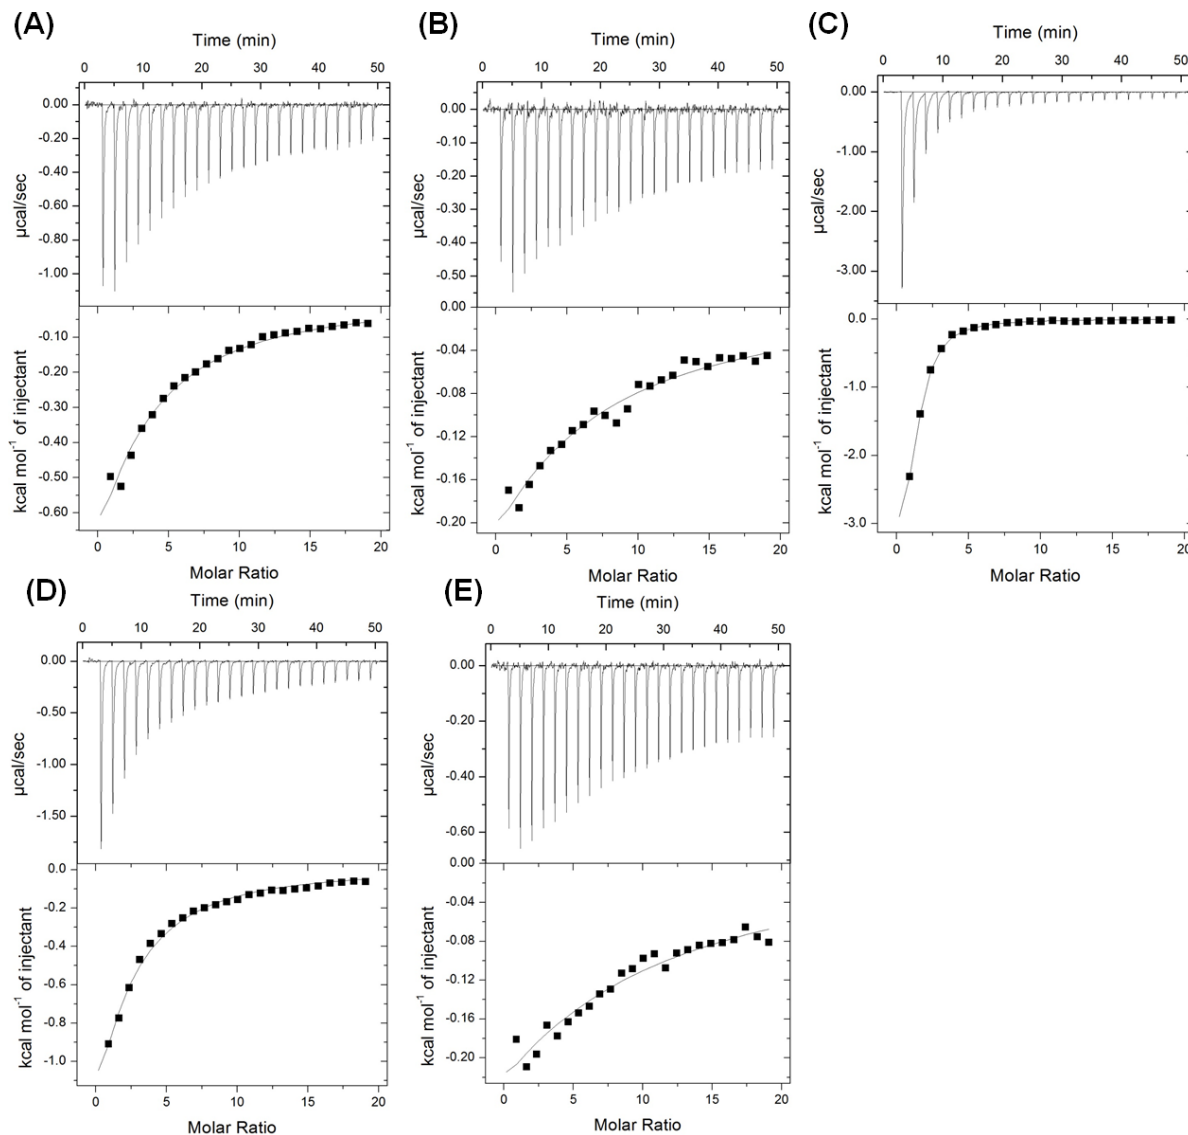 (A)
Time (min)
0 10 20 30 40 50
0.00
-0.20
-0.40
-0.60
-0.80
-1.00
µcal/sec
-0.10
-0.20
-0.30
-0.40
-0.50
-0.60
kcal mol⁻¹ of injectant
0 5 10 15 20
Molar Ratio
(B)
Time (min)
0 10 20 30 40 50
0.00
-0.10
-0.20
-0.30
-0.40
-0.50
µcal/sec
0.00
-0.04
-0.08
-0.12
-0.16
-0.20
kcal mol⁻¹ of injectant
0 5 10 15 20
Molar Ratio
(C)
Time (min)
0 10 20 30 40 50
0.00
-1.00
-2.00
-3.00
µcal/sec
0.0
-1.0
-2.0
-3.0
kcal mol⁻¹ of injectant
0 5 10 15 20
Molar Ratio
(D)
Time (min)
0 10 20 30 40 50
0.00
-0.50
-1.00
-1.50
µcal/sec
0.0
-0.2
-0.4
-0.6
-0.8
-1.0
kcal mol⁻¹ of injectant
0 5 10 15 20
Molar Ratio
(E)
Time (min)
0 10 20 30 40 50
0.00
-0.20
-0.40
-0.60
µcal/sec
0.00
-0.04
-0.08
-0.12
-0.16
-0.20
kcal mol⁻¹ of injectant
0 5 10 15 20
Molar Ratio